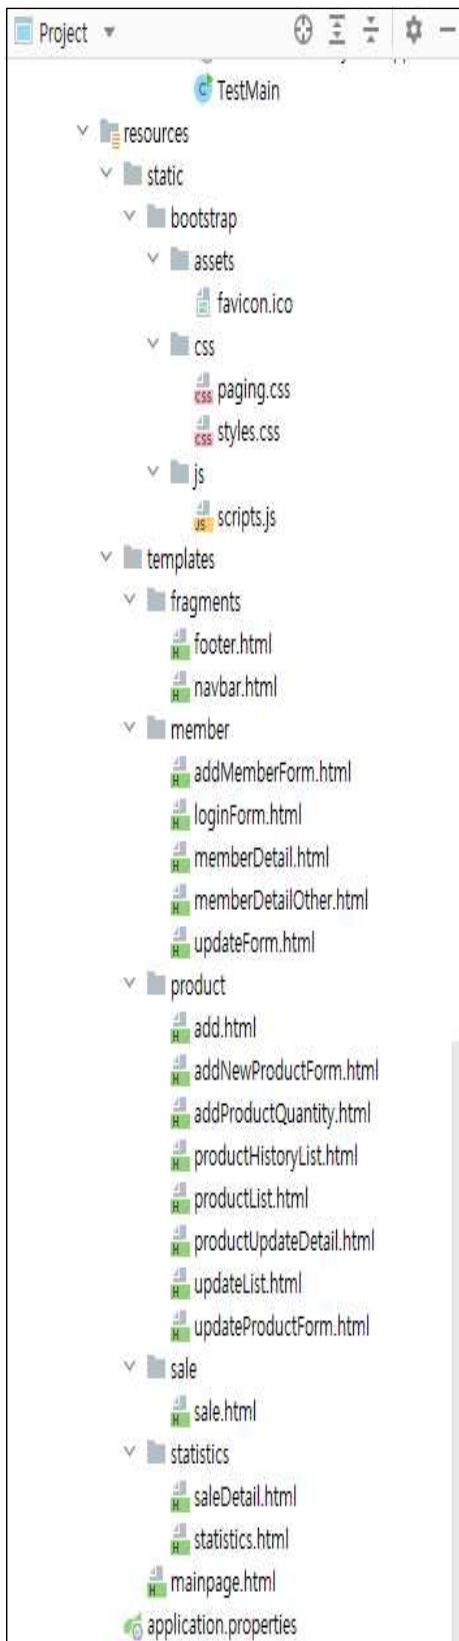 Project
TestMain
resources
static
bootstrap
assets
favicon.ico
css
paging.css
styles.css
js
scripts.js
templates
fragments
footer.html
navbar.html
member
addMemberForm.html
loginForm.html
memberDetail.html
memberDetailOther.html
updateForm.html
product
add.html
addNewProductForm.html
addProductQuantity.html
productHistoryList.html
productList.html
productUpdateDetail.html
updateList.html
updateProductForm.html
sale
sale.html
statistics
saleDetail.html
statistics.html
mainpage.html
application.properties